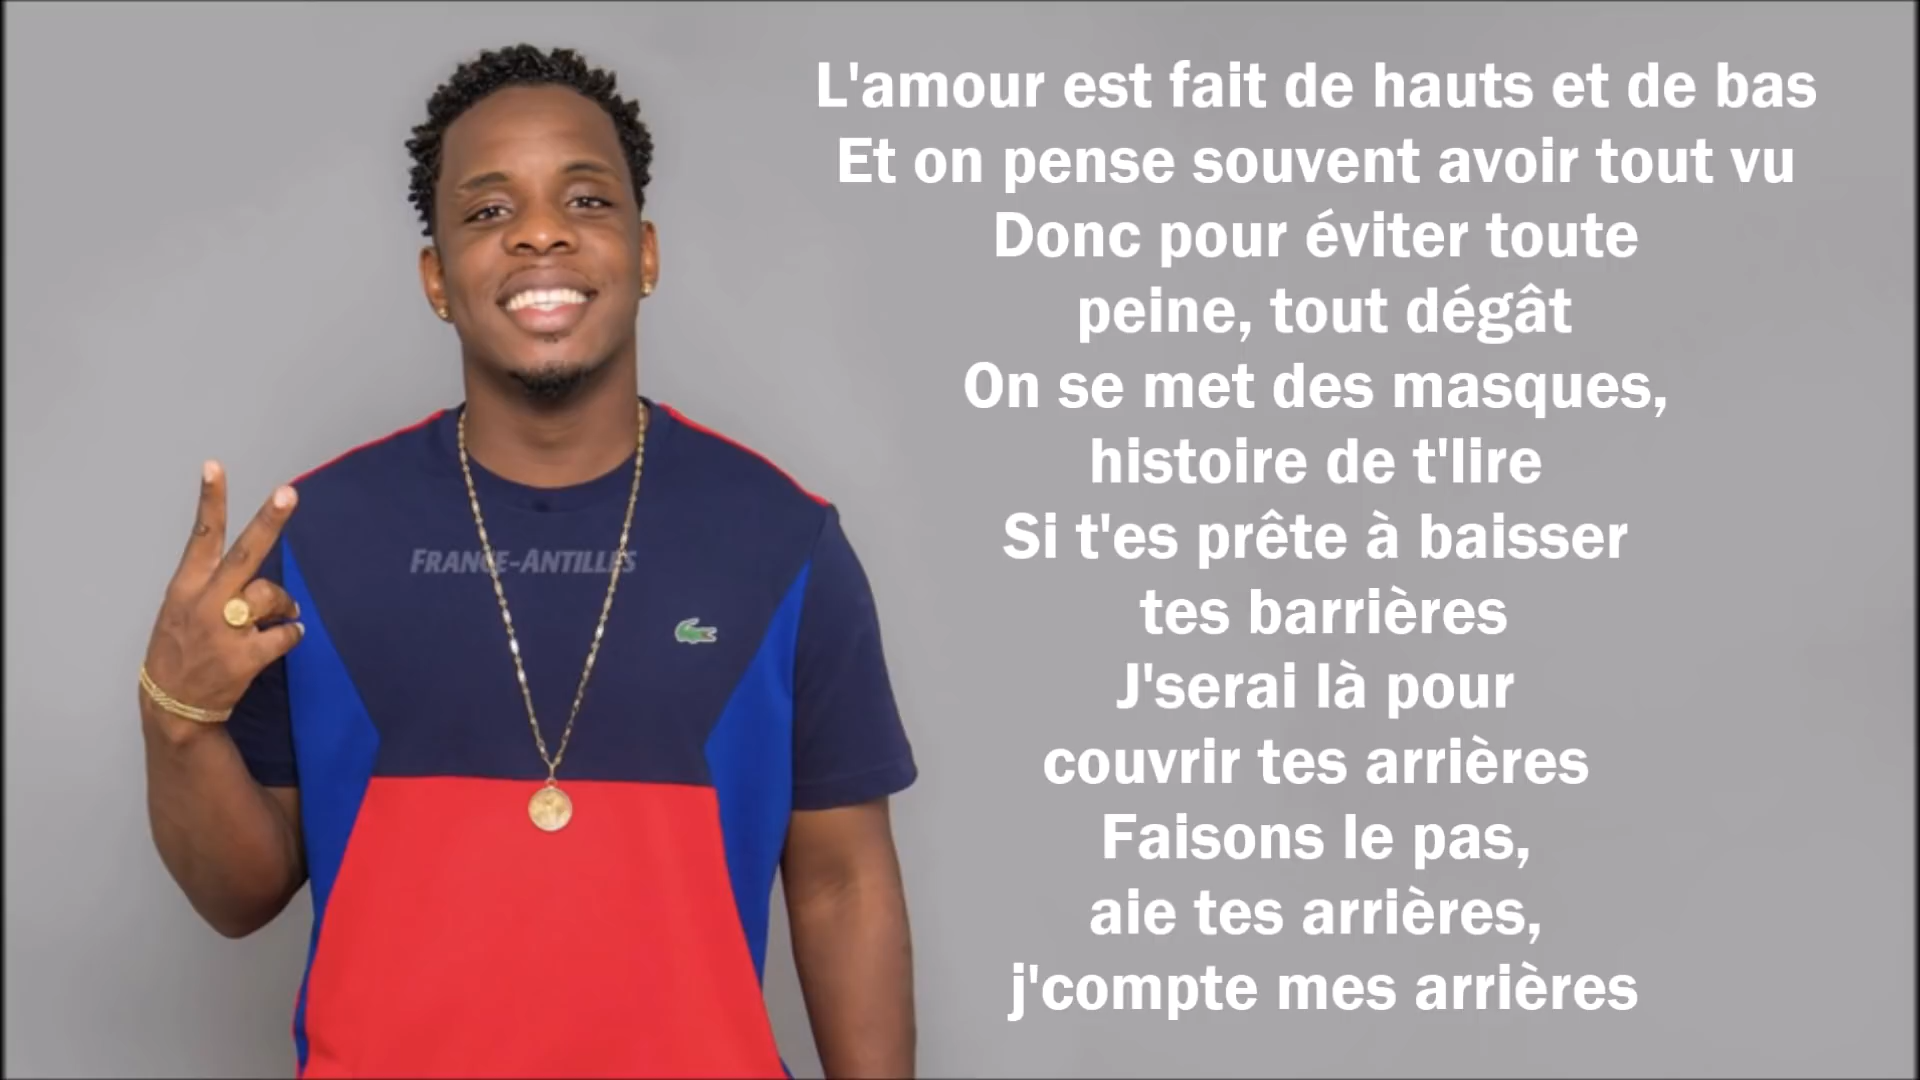 L'amour est fait de hauts et de bas
Et on pense souvent avoir tout vu
Donc pour éviter toute
peine, tout dégât
On se met des masques,
histoire de t'lire
Si t'es prête à baisser
tes barrières
J'serai là pour
couvrir tes arrières
Faisons le pas,
aie tes arrières,
j'compte mes arrières
FRANCE-ANTILLES